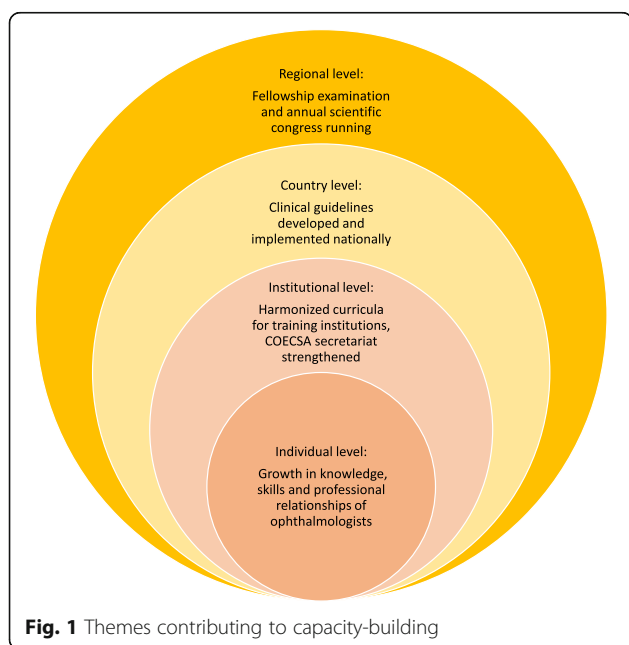 Regional level:
Fellowship examination
and annual scientific
congress running
Country level:
Clinical guidelines
developed and
implemented nationally
Institutional level:
Harmonized curricula
for training institutions,
COECSA secretariat
strengthened
Individual level:
Growth in knowledge,
skills and professional
relationships of
ophthalmologists
Fig. 1 Themes contributing to capacity-building